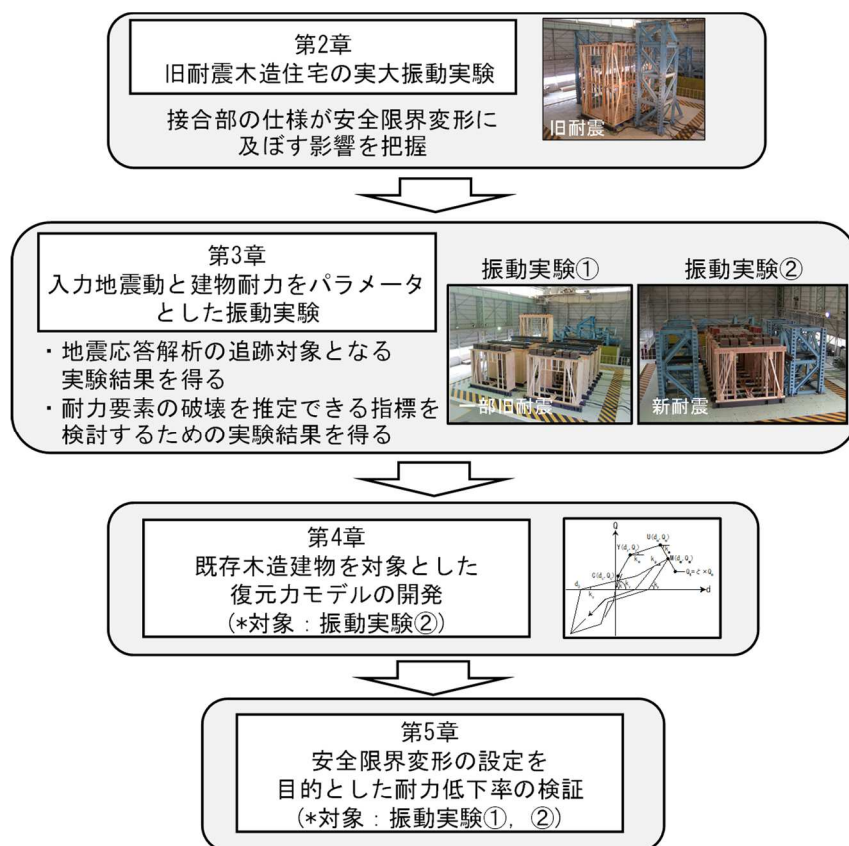 第2章
旧耐震木造住宅の実大振動実験
接合部の仕様が安全限界変形に
及ぼす影響を把握
旧耐震
第3章
入力地震動と建物耐力をパラメータ
とした振動実験
・地震応答解析の追跡対象となる
実験結果を得る
・耐力要素の破壊を推定できる指標を
検討するための実験結果を得る
振動実験①
一部旧耐震
振動実験②
新耐震
第4章
既存木造建物を対象とした
復元力モデルの開発
(*対象：振動実験②)
Q
d
第5章
安全限界変形の設定を
目的とした耐力低下率の検証
(*対象：振動実験①，②)